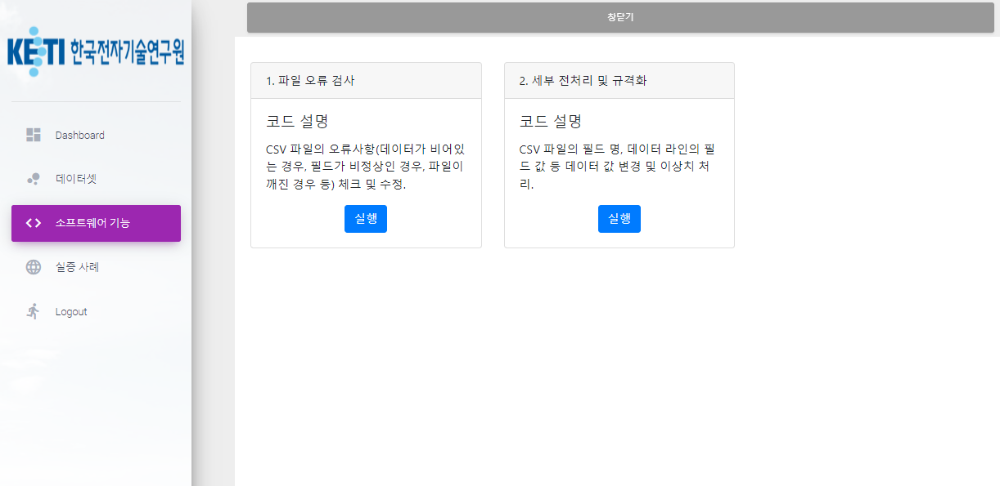 창닫기
KETI 한국전자기술연구원
Dashboard
데이터셋
소프트웨어 기능
실증 사례
Logout
1. 파일 오류 검사
코드 설명
CSV 파일의 오류사항(데이터가 비어있
는 경우, 필드가 비정상인 경우, 파일이
깨진 경우 등) 체크 및 수정.
실행
2. 세부 전처리 및 규격화
코드 설명
CSV 파일의 필드 명, 데이터 라인의 필
드 값 등 데이터 값 변경 및 이상치 처
리.
실행